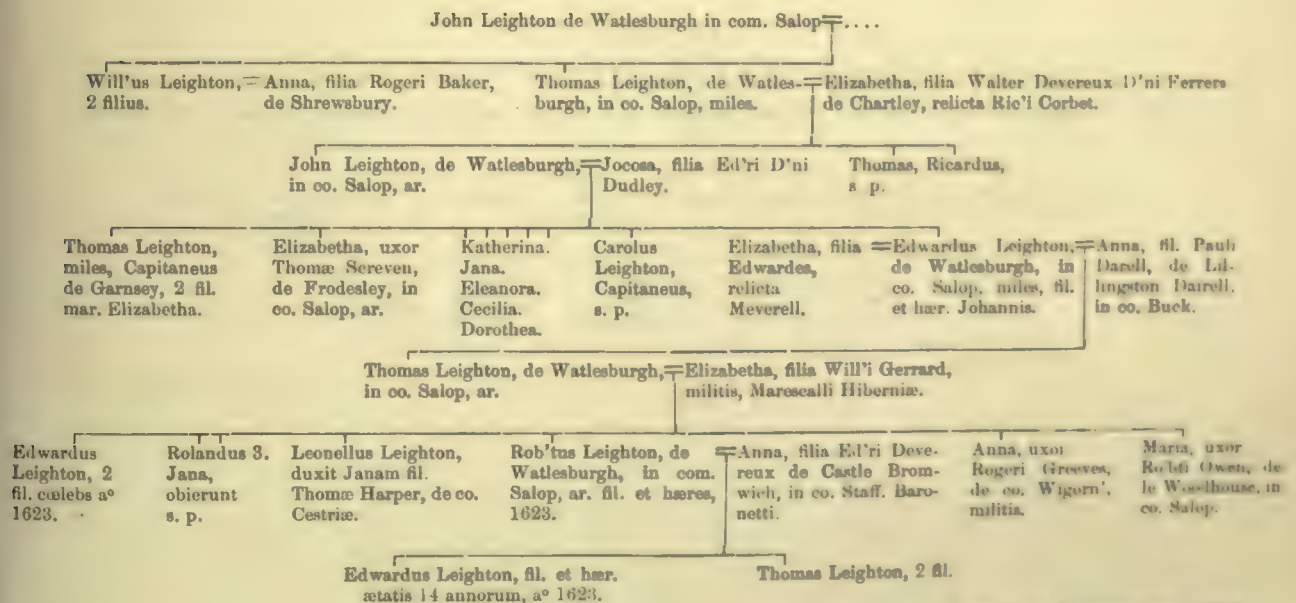 John Leighton de Watlesburgh in com. Salop=....
Will'us Leighton,=Anna, filia Rogeri Baker,
2 filius. de Shrewsbury.
Thomas Leighton, de Watles-=Elizabetha, filia Walter Devereux D'ni Ferrers
burgh, in co. Salop, miles. de Chartley, relicta Ric'i Corbet.
John Leighton, de Watlesburgh,=Jocosa, filia Ed'ri D'ni
in co. Salop, ar. Dudley.
Thomas, Ricardus,
s p.
Thomas Leighton,
miles, Capitaneus
de Garnsey, 2 fil.
mar. Elizabetha.
Elizabetha, uxor
Thomæ Screven,
de Frodesley, in
co. Salop, ar.
Katherina.
Jana.
Eleanora.
Cecilia.
Dorothea.
Carolus
Leighton,
Capitaneus,
s. p.
Elizabetha, filia
Edwardes,
relicta
Meverell.
=Edwardus Leighton,=
de Watlesburgh, in
co. Salop, miles, fil.
et hær. Johannis.
Anna, fil. Pauli
Darell, de Lil-
lingston Dairell,
in co. Buck.
Thomas Leighton, de Watlesburgh,=Elizabetha, filia Will'i Gerrard,
in co. Salop, ar. militis, Marescalli Hiberniæ.
Edwardus
Leighton, 2
fil. cœlebs aº
1623.
Rolandus 3.
Jana,
obierunt
s. p.
Leonellus Leighton,
duxit Janam fil.
Thomæ Harper, de co.
Cestriæ.
Rob'tus Leighton, de
Watlesburgh, in com.
Salop, ar. fil. et hæres,
1623.
=Anna, filia Ed'ri Deve-
reux de Castle Brom-
wich, in co. Staff. Baro-
netti.
Anna, uxor
Rogeri Greeves,
de co. Wigorn',
militis.
Maria, uxor
Rob'ti Owen, de
le Woodhouse, in
co. Salop.
Edwardus Leighton, fil. et hær.
ætatis 14 annorum, aº 1623.
Thomas Leighton, 2 fil.